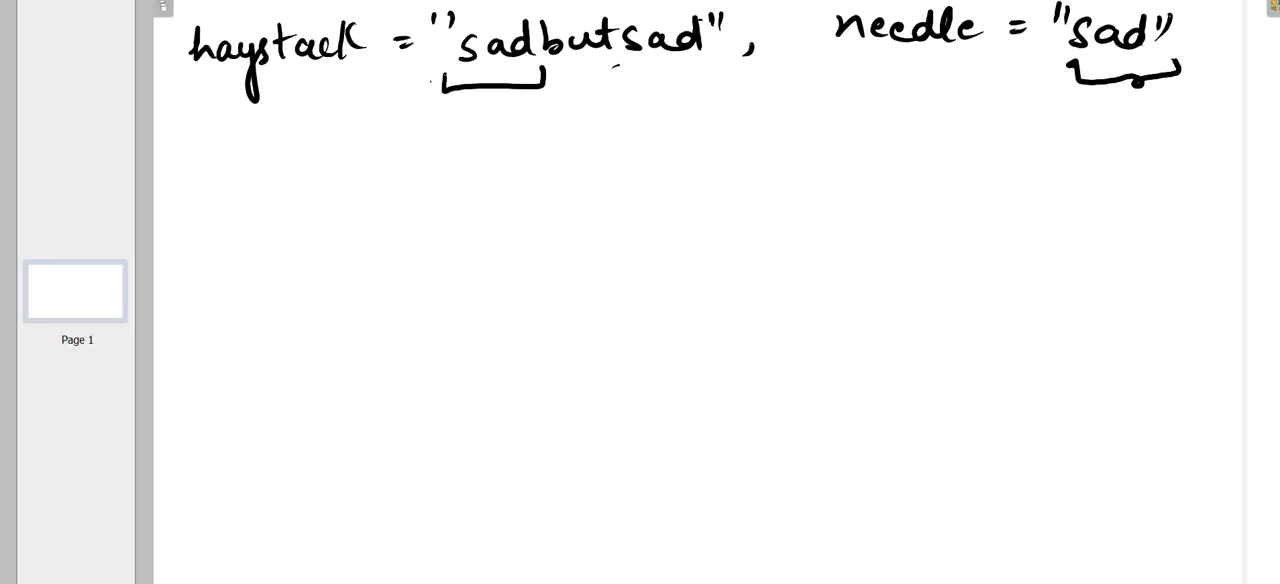 haystack = "sadbutsad", needle = "sad"
Page 1